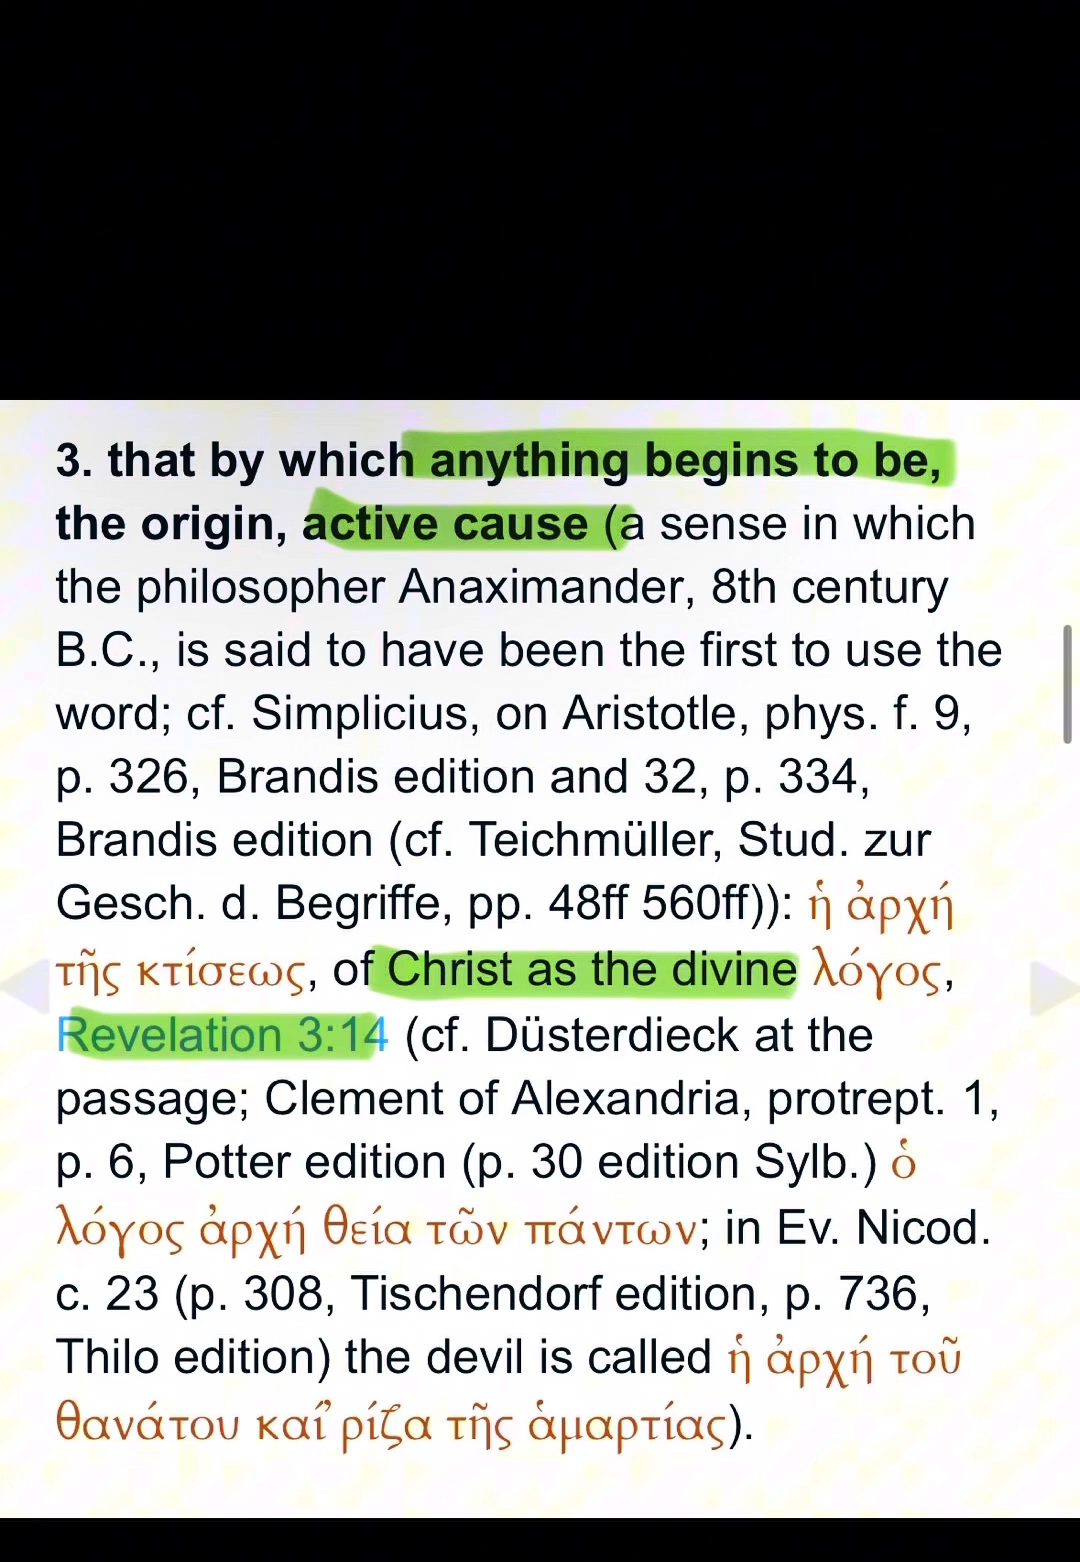 3. that by which anything begins to be,
the origin, active cause (a sense in which
the philosopher Anaximander, 8th century
B.C., is said to have been the first to use the
word; cf. Simplicius, on Aristotle, phys. f. 9,
p. 326, Brandis edition and 32, p. 334,
Brandis edition (cf. Teichmüller, Stud. zur
Gesch. d. Begriffe, pp. 48ff 560ff)): ἡ ἀρχή
τῆς κτίσεως, of Christ as the divine λόγος,
Revelation 3:14 (cf. Düsterdieck at the
passage; Clement of Alexandria, protrept. 1,
p. 6, Potter edition (p. 30 edition Sylb.) ὁ
λόγος ἀρχή θεία τῶν πάντων; in Ev. Nicod.
c. 23 (p. 308, Tischendorf edition, p. 736,
Thilo edition) the devil is called ἡ ἀρχή τοῦ
θανάτου καί ῤίζα τῆς ἁμαρτίας).